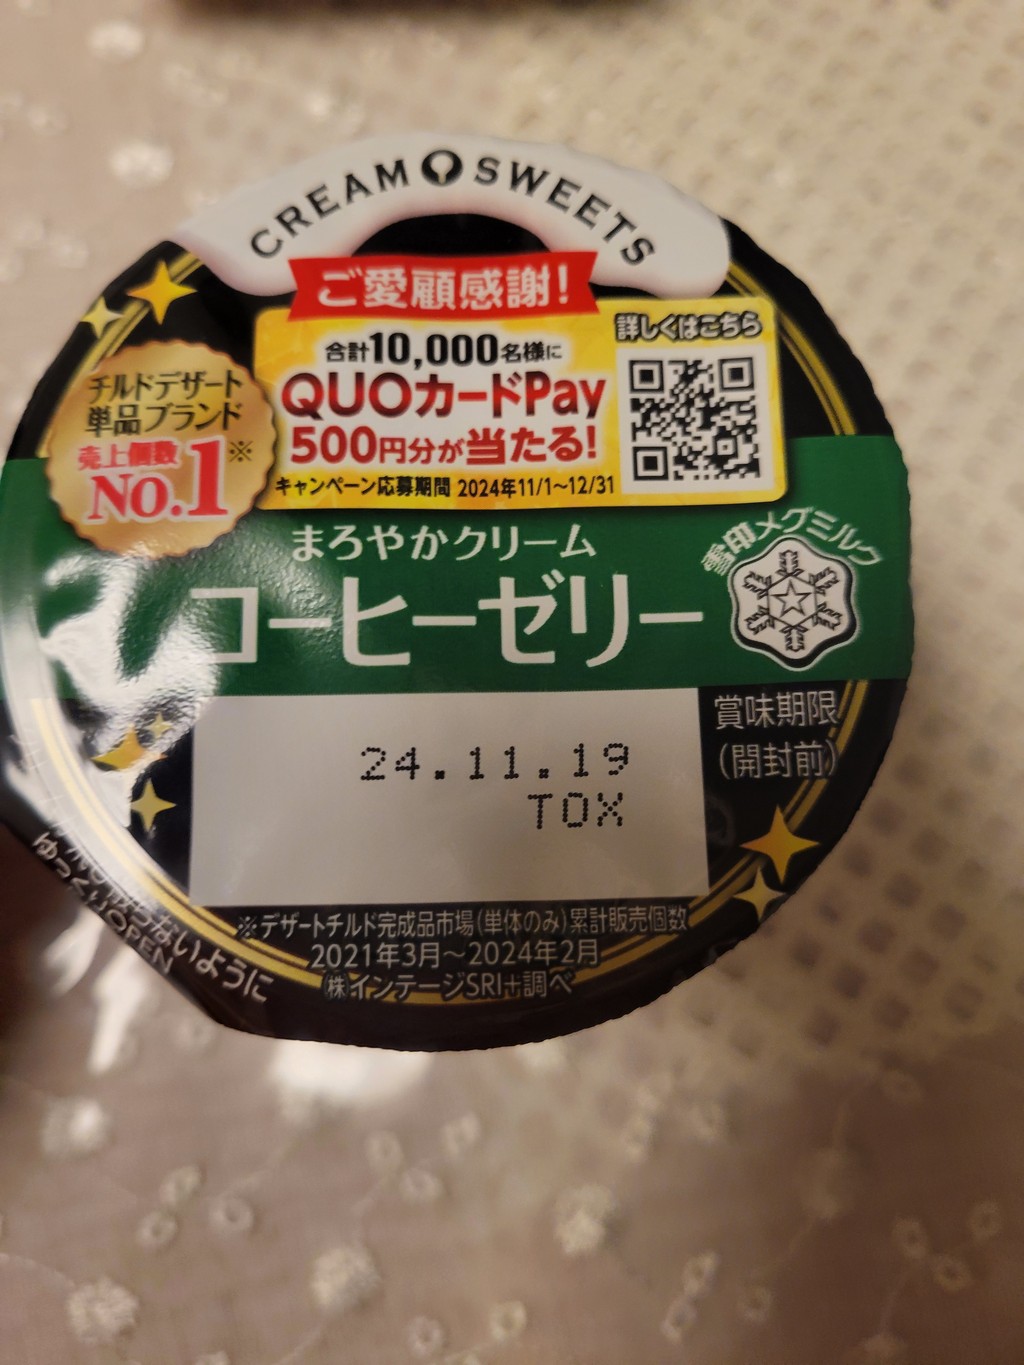 CREAM SWEETS
ご愛顧感謝!
合計10,000名様に
QUOカードPay
500円分が当たる!
キャンペーン応募期間 2024年11/1～12/31
詳しくはこちら
チルドデザート
単品ブランド
売上個数
No.1※
まろやかクリーム
コーヒーゼリー
雪印メグミルク
賞味期限
(開封前)
24.11.19
TOX
※デザートチルド完成品市場(単体のみ)累計販売個数
2021年3月～2024年2月
㈱インテージSRI+調べ
ないように
ゆっくりOPEN